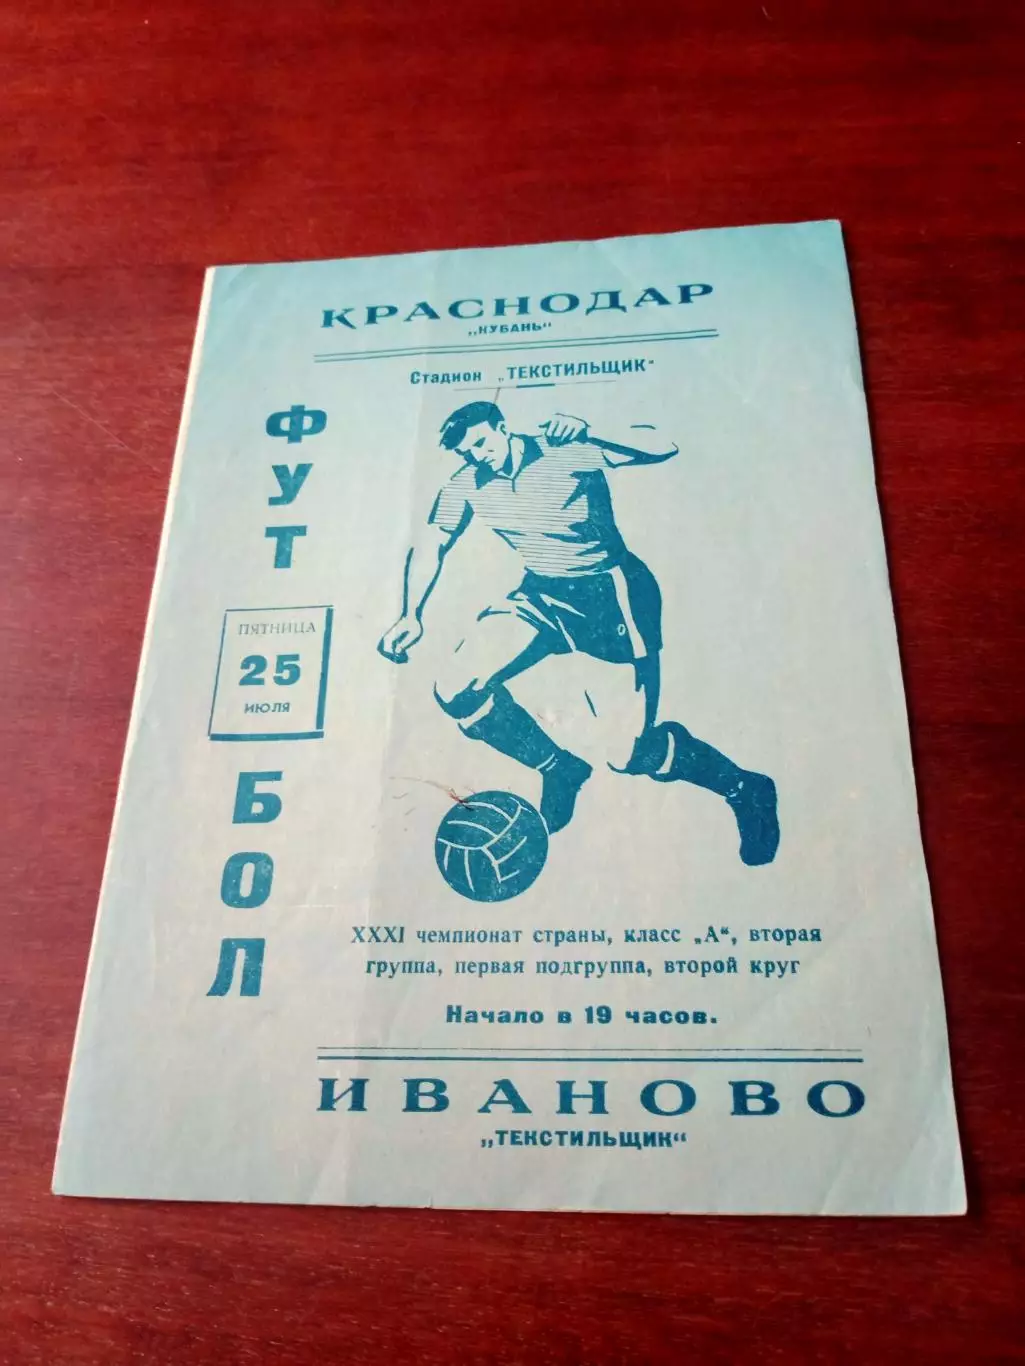 КРАСНОДАР
„КУБАНЬ“
Стадион „ТЕКСТИЛЬЩИК“
ФУТ
ПЯТНИЦА
25
ИЮЛЯ
БОЛ
XXXI чемпионат страны, класс „А“, вторая
группа, первая подгруппа, второй круг
Начало в 19 часов.
ИВАНОВО
„ТЕКСТИЛЬЩИК“